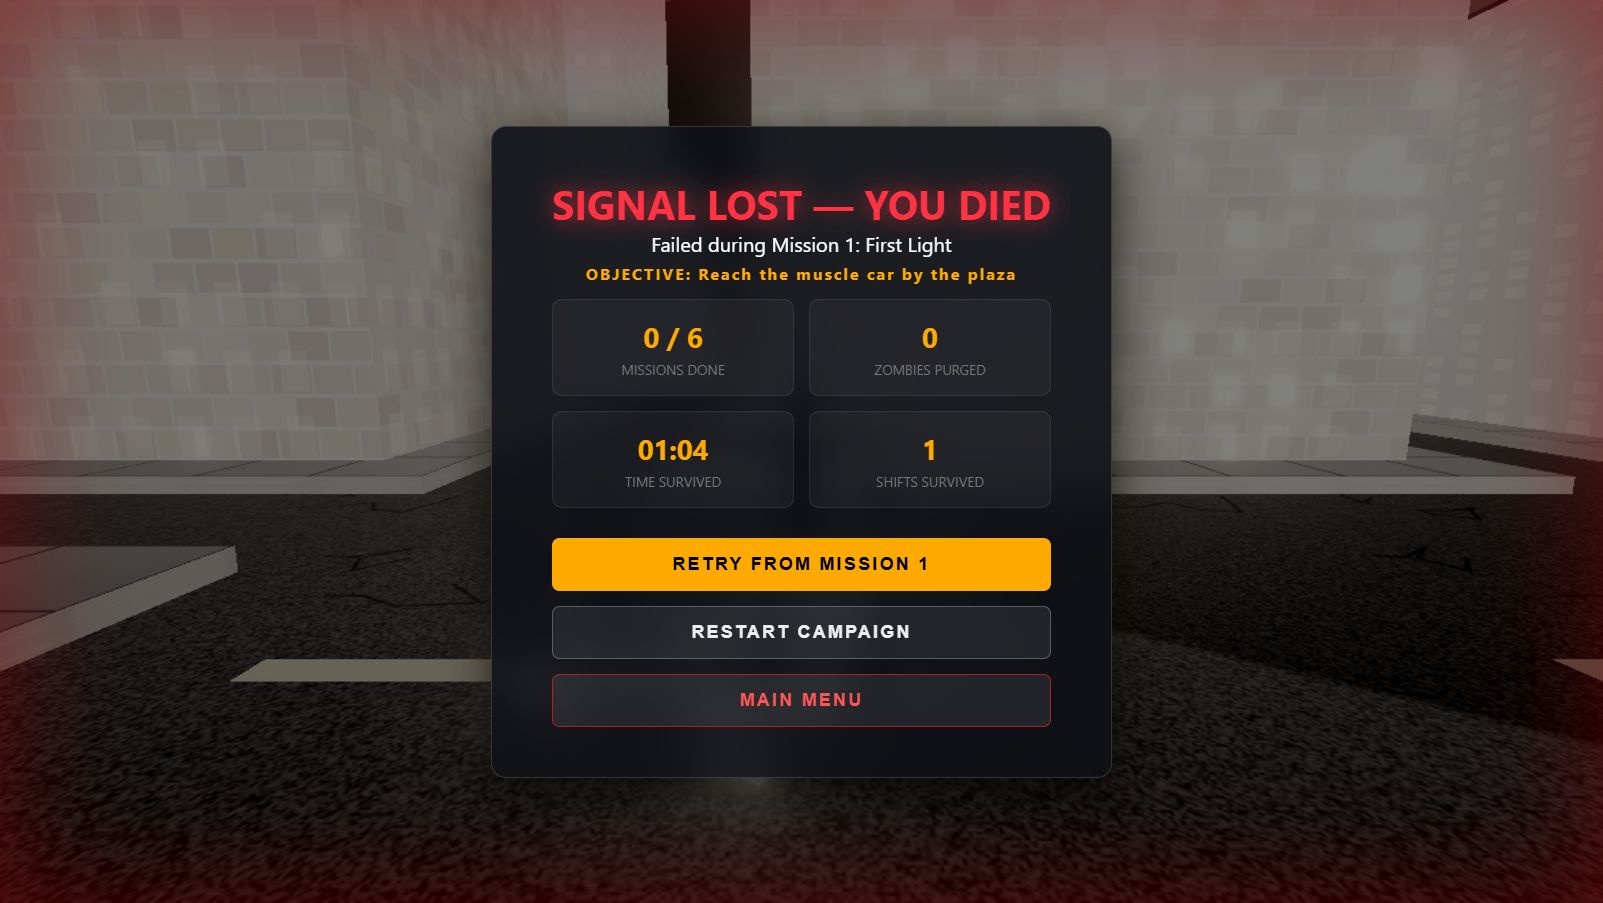 SIGNAL LOST — YOU DIED
Failed during Mission 1: First Light
OBJECTIVE: Reach the muscle car by the plaza
0 / 6
MISSIONS DONE
0
ZOMBIES PURGED
01:04
TIME SURVIVED
1
SHIFTS SURVIVED
RETRY FROM MISSION 1
RESTART CAMPAIGN
MAIN MENU